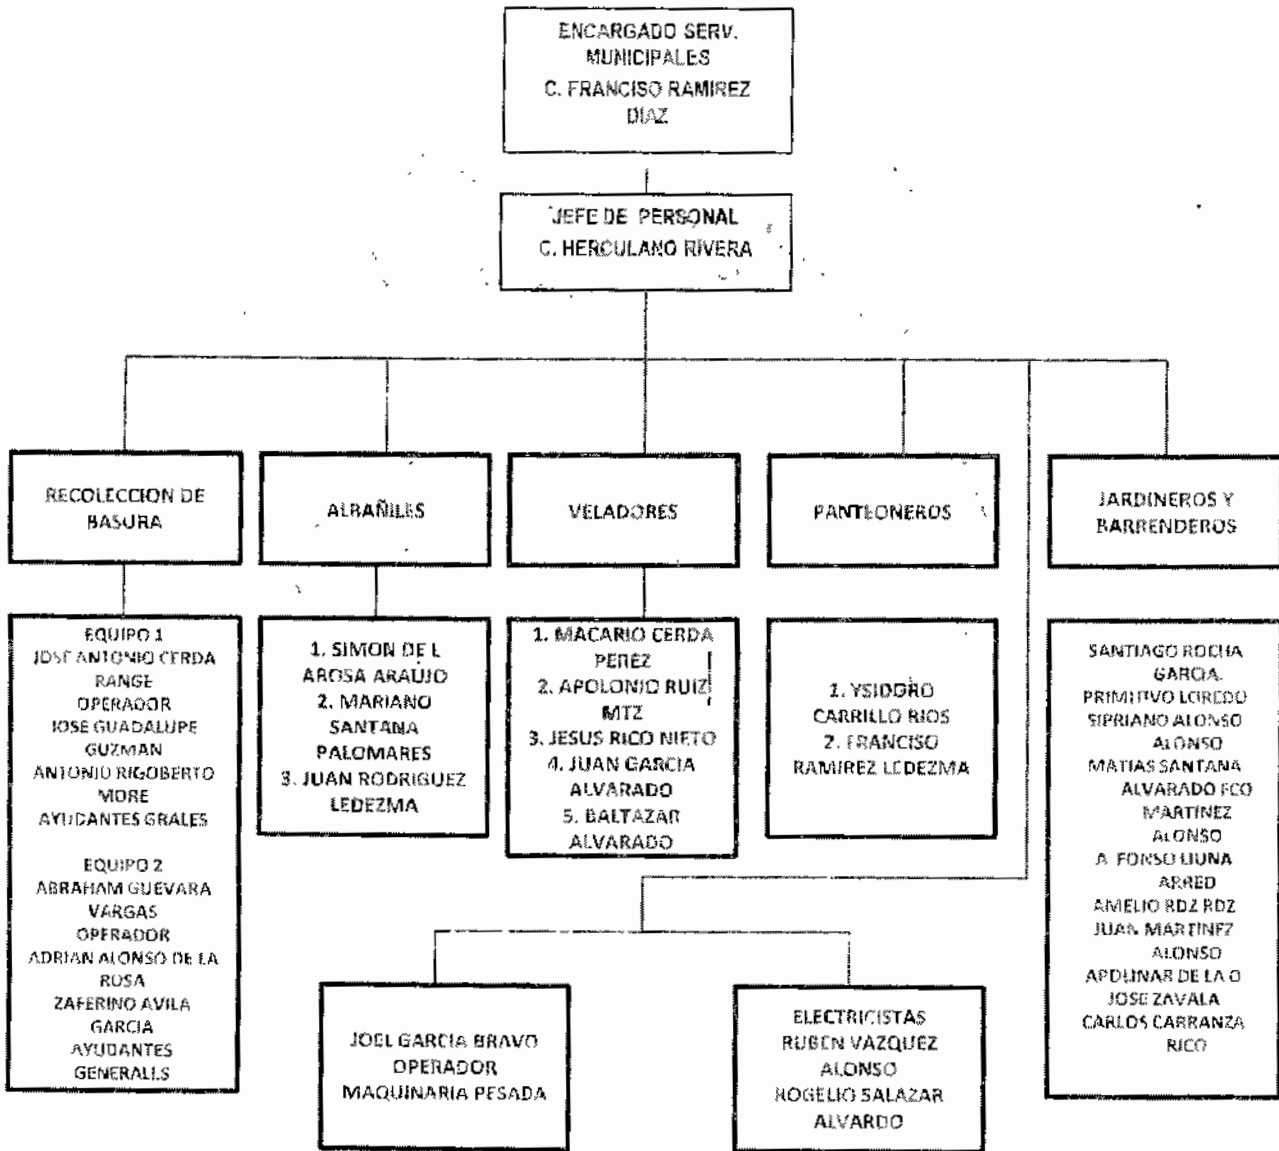 ENCARGADO SERV.
MUNICIPALES
C. FRANCISO RAMIREZ
DIAZ
JEFE DE PERSONAL
C. HERCULANO RIVERA
RECOLECCION DE
BASURA
ALBAÑILES
VELADORES
PANTEONEROS
JARDINEROS Y
BARRENDEROS
EQUIPO 1
JOSE ANTONIO CERDA
RANGE
OPERADOR
JOSE GUADALUPE
GUZMAN
ANTONIO RIGOBERTO
MORE
AYUDANTES GRALES
EQUIPO 2
ABRAHAM GUEVARA
VARGAS
OPERADOR
ADRIAN ALONSO DE LA
ROSA
ZAFERINO AVILA
GARCIA
AYUDANTES
GENERALES
1. SIMON DE L
AROSA ARAUJO
2. MARIANO
SANTANA
PALOMARES
3. JUAN RODRIGUEZ
LEDEZMA
1. MACARIO CERDA
PEREZ
2. APOLONIO RUIZ
MTZ
3. JESUS RICO NIETO
4. JUAN GARCIA
ALVARADO
5. BALTAZAR
ALVARADO
1. YSIDORO
CARRILLO RIOS
2. FRANCISO
RAMIREZ LEDEZMA
SANTIAGO ROCHA
GARCIA.
PRIMITIVO LOREDO
SIPRIANO ALONSO
ALONSO
MATIAS SANTANA
ALVARADO FCO
MARTINEZ
ALONSO
ARRED
AMELIO RDZ RDZ
JUAN MARTINEZ
ALONSO
APOLINAR DE LA O
JOSE ZAVALA
CARLOS CARRANZA
RICO
JOEL GARCIA BRAVO
OPERADOR
MAQUINARIA PESADA
ELECTRICISTAS
RUBEN VAZQUEZ
ALONSO
ROGELIO SALAZAR
ALVARDO